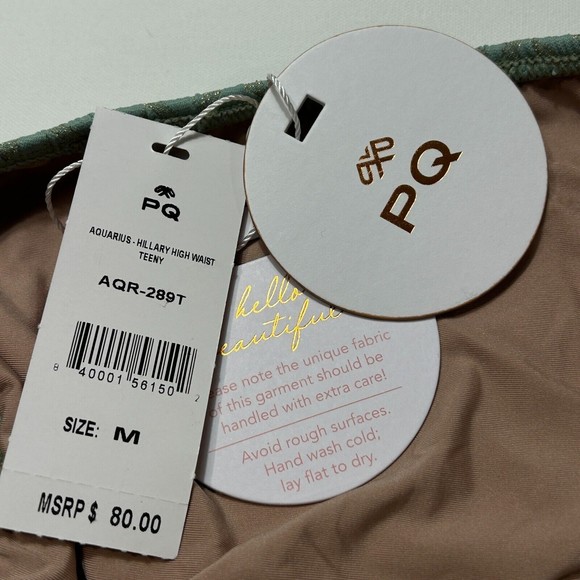 PQ
AQUARIUS - HILLARY HIGH WAIST
TEENY
AQR-289T
8 40001 56150 2
SIZE: M
MSRP $ 80.00
PQ
hello
beautiful
note the unique fabric
of this garment should be
handled with extra care!
Avoid rough surfaces.
Hand wash cold;
lay flat to dry.